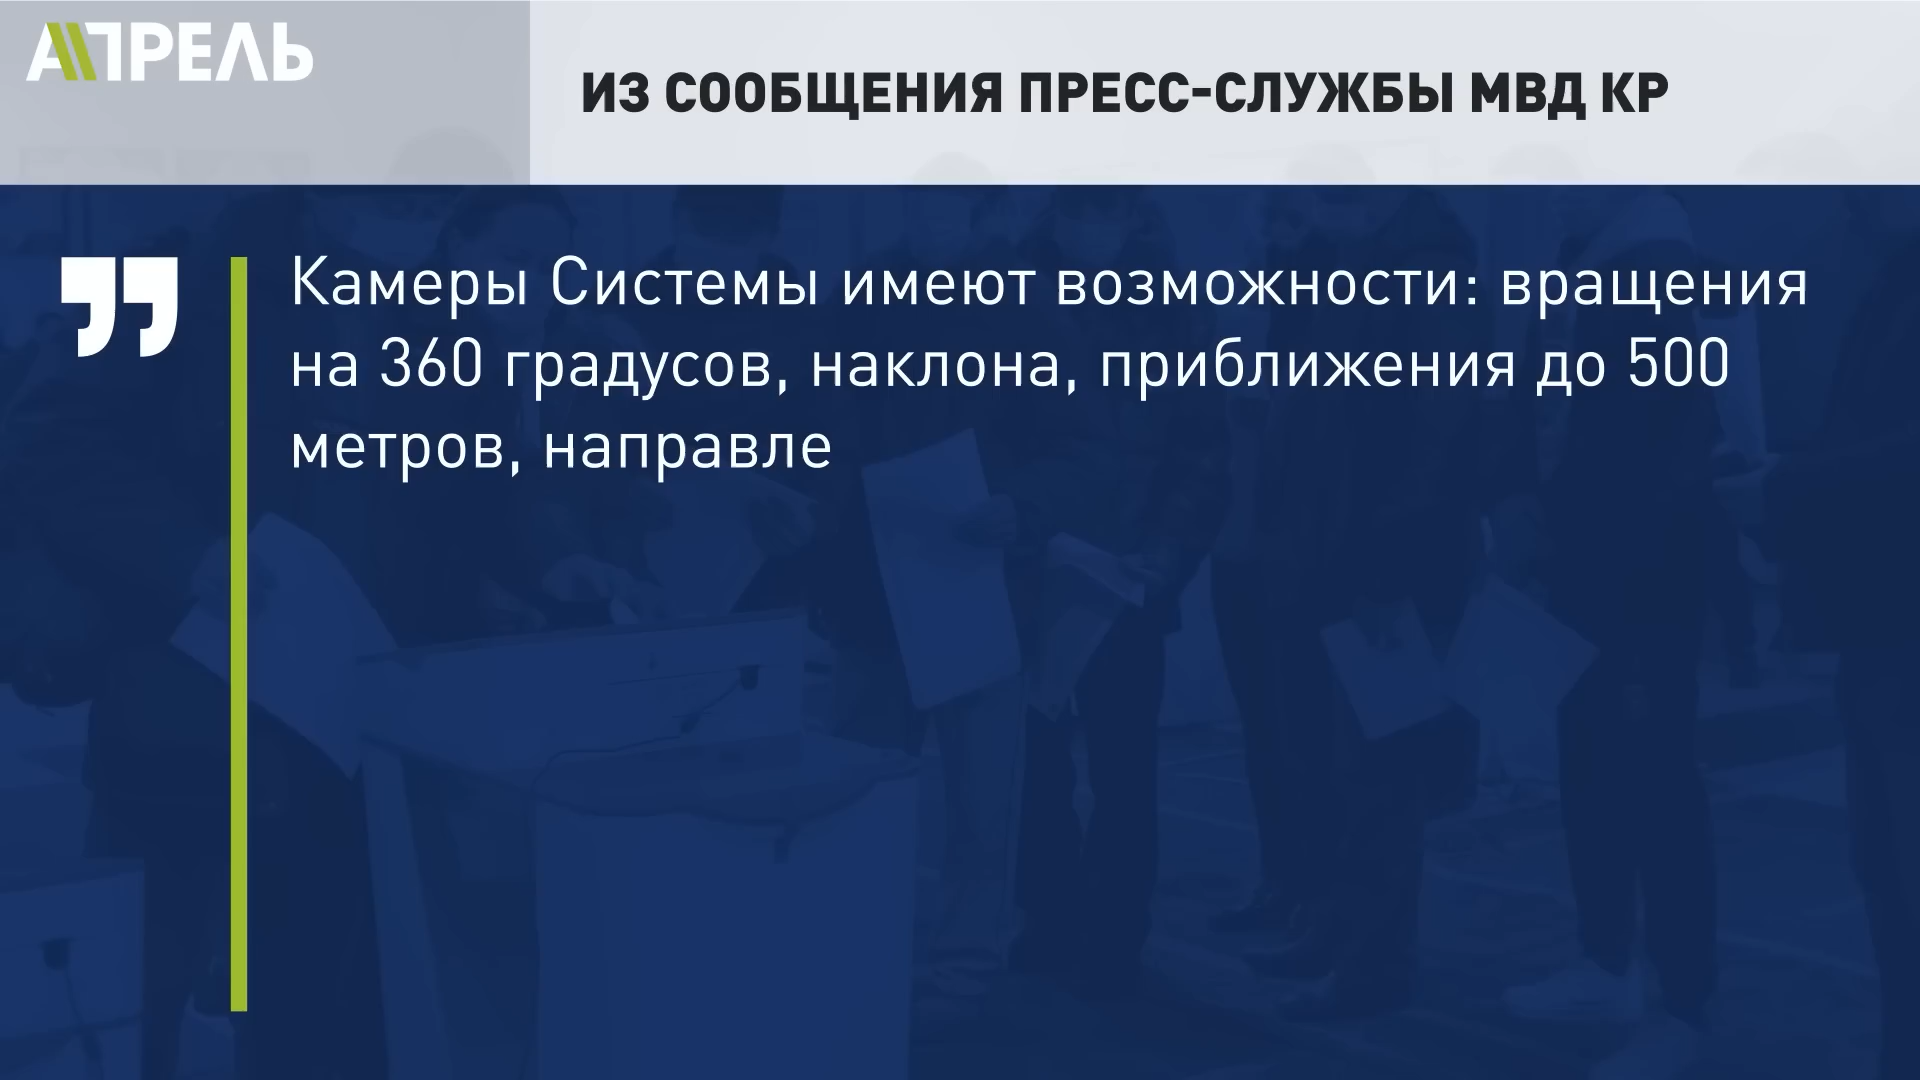 АПРЕЛЬ
ИЗ СООБЩЕНИЯ ПРЕСС-СЛУЖБЫ МВД КР
Камеры Системы имеют возможности: вращения
на 360 градусов, наклона, приближения до 500
метров, направле